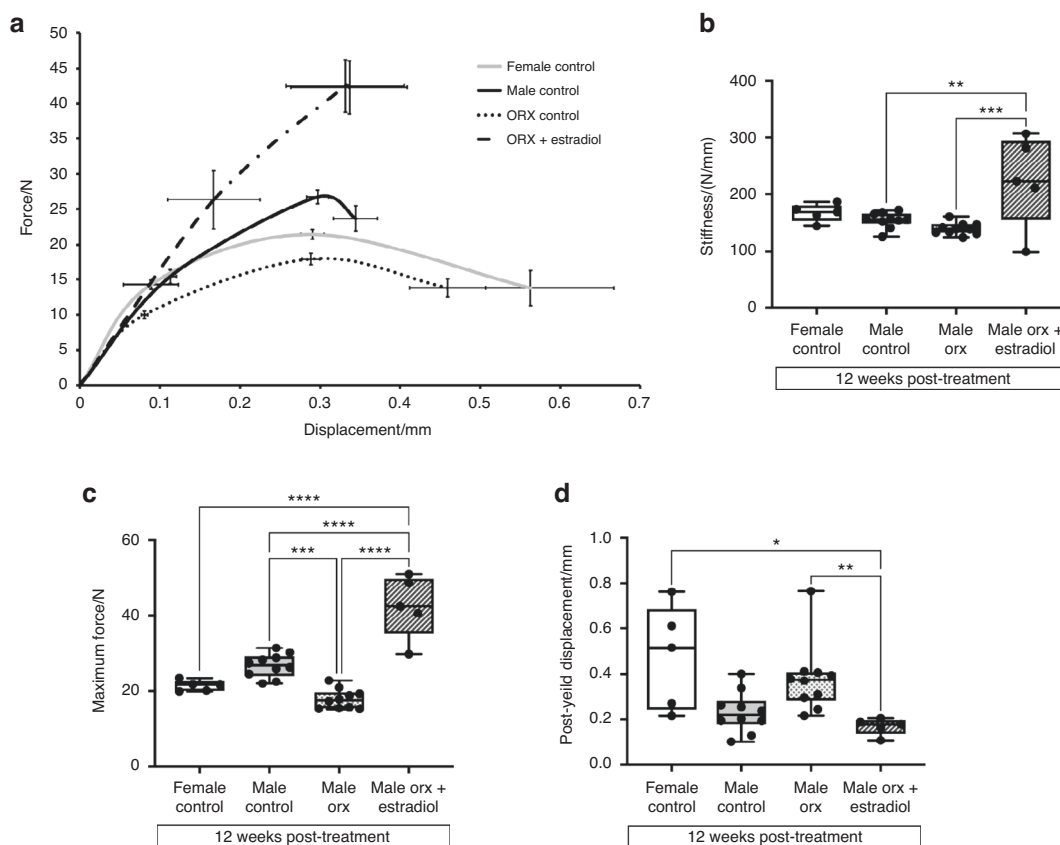 a
Force/N
45
40
35
30
25
20
15
10
5
0
0
0.1
0.2
0.3
0.4
0.5
0.6
0.7
Displacement/mm
Female control
Male control
ORX control
ORX + estradiol
b
Stiffness/(N/mm)
400
300
200
100
0
**
***
Female
control
Male
control
Male
orx
Male orx +
estradiol
12 weeks post-treatment
c
Maximum force/N
60
40
20
0
****
****
***
****
Female
control
Male
control
Male
orx
Male orx +
estradiol
12 weeks post-treatment
d
Post-yeild displacement/mm
1.0
0.8
0.6
0.4
0.2
0.0
*
**
Female
control
Male
control
Male
orx
Male orx +
estradiol
12 weeks post-treatment